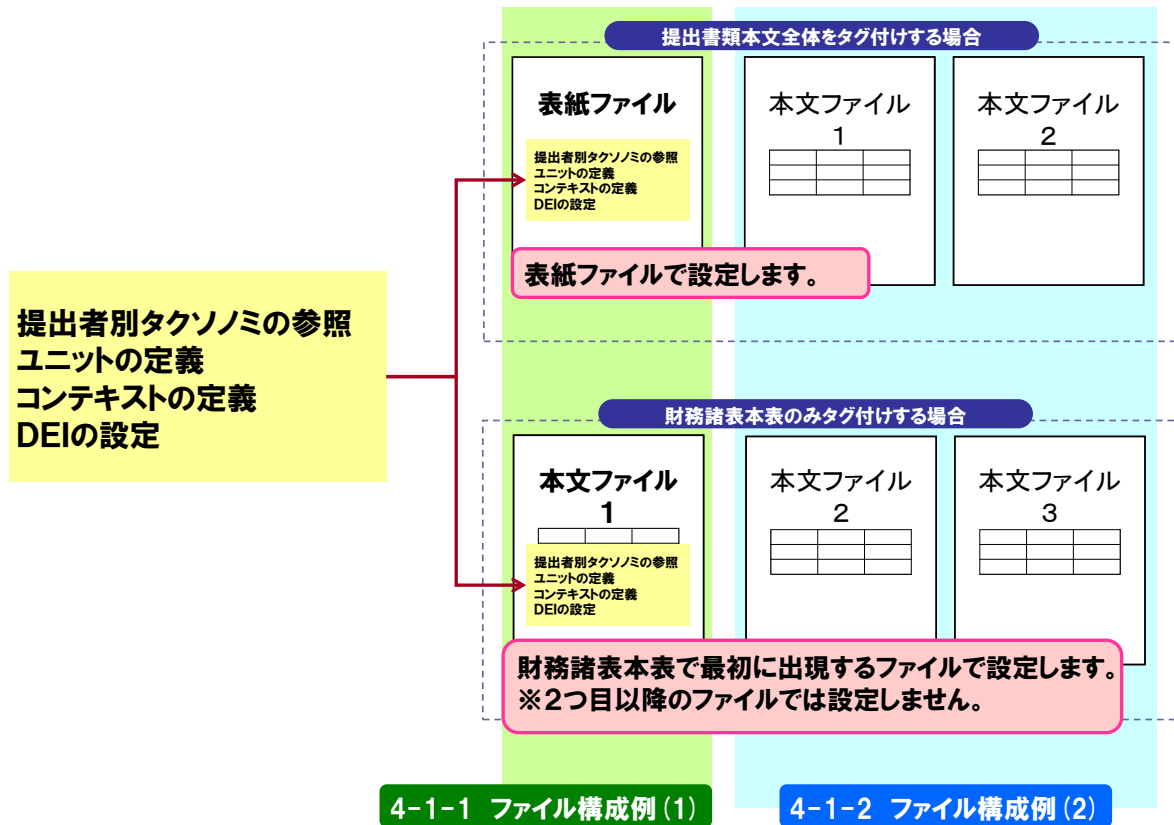 提出書類本文全体をタグ付けする場合
表紙ファイル
提出者別タクソノミの参照
ユニットの定義
コンテキストの定義
DEIの設定
本文ファイル
1
本文ファイル
2
表紙ファイルで設定します。
提出者別タクソノミの参照
ユニットの定義
コンテキストの定義
DEIの設定
財務諸表本表のみタグ付けする場合
本文ファイル
1
提出者別タクソノミの参照
ユニットの定義
コンテキストの定義
DEIの設定
本文ファイル
2
本文ファイル
3
財務諸表本表で最初に出現するファイルで設定します。
※2つ目以降のファイルでは設定しません。
4-1-1 ファイル構成例(1)
4-1-2 ファイル構成例(2)